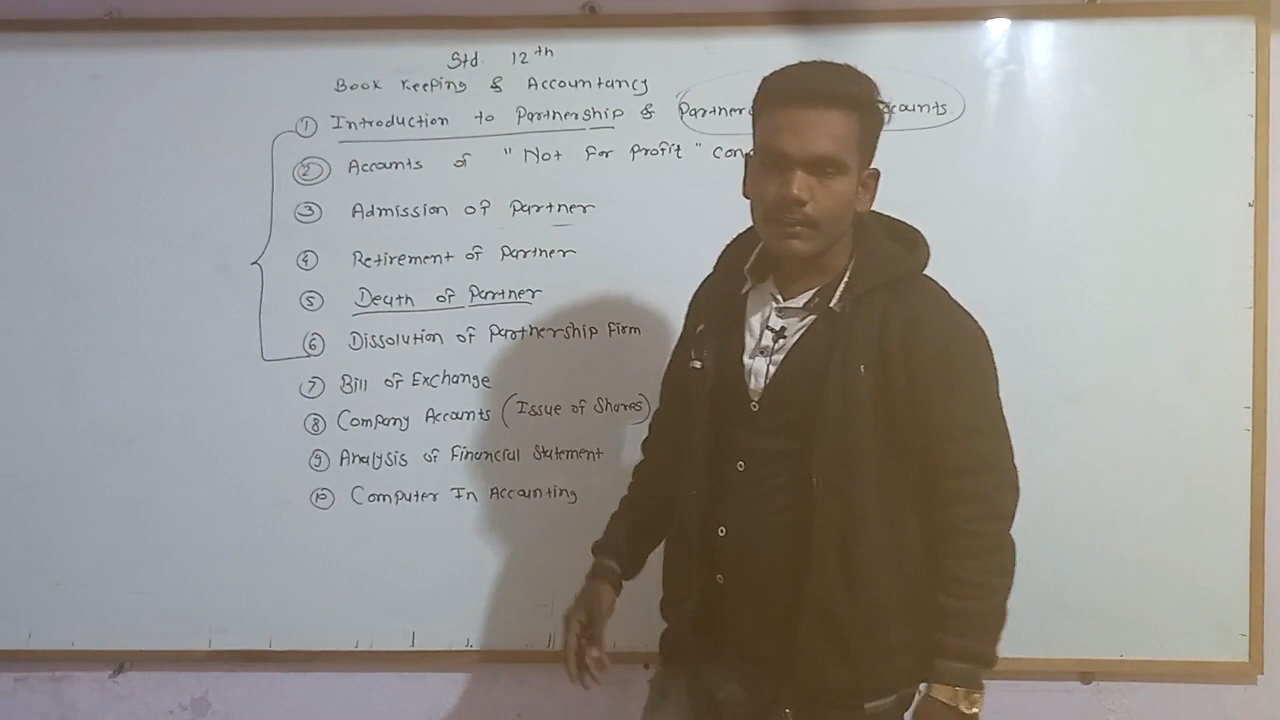 Std. 12th
Book Keeping & Accountancy
1 Introduction to Partnership & Partner counts.
2 Accounts of "Not For Profit"
3 Admission of Partner
4 Retirement of Partner
5 Death of Partner
6 Dissolution of Partnership Firm
7 Bill of Exchange
8 Company Accounts (Issue of Shares)
9 Analysis of Financial Statement
10 Computer In Accounting